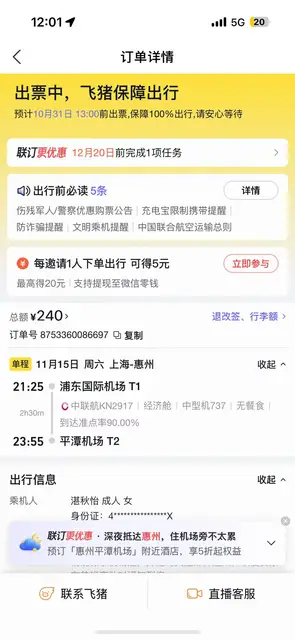 12:01
5G 20
订单详情
出票中，飞猪保障出行
预计10月31日 13:00前出票,保障100%出行,请安心等待
联订更优惠 12月20日前完成1项任务
出行前必读 5条
详情
伤残军人/警察优惠购票公告 充电宝限制携带提醒
防诈骗提醒 文明乘机提醒 中国联合航空运输总则
每邀请1人下单出行 可得5元
立即参与
最高得20元 支持提现至微信零钱
总额 ¥240
退改签、行李额
订单号 8753360086697 复制
单程 11月15日 周六 上海-惠州
收起
21:25 浦东国际机场 T1
2h30m 中联航KN2917 经济舱 中型机737 无餐食
到达准点率90.00%
23:55 平潭机场 T2
出行信息
收起
乘机人 湛秋怡 成人 女
身份证: 4***************X
联订更优惠 · 深夜抵达惠州，住机场旁不太累
预订「惠州平潭机场」附近酒店，享5折起权益
联系飞猪
直播客服